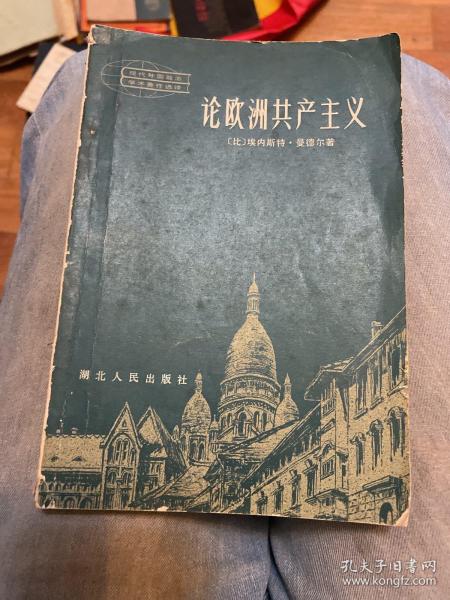 现代外国政治
学术著作选译
论欧洲共产主义
〔比〕埃内斯特·曼德尔著
湖北人民出版社
孔夫子旧书网
www.kongfz.com